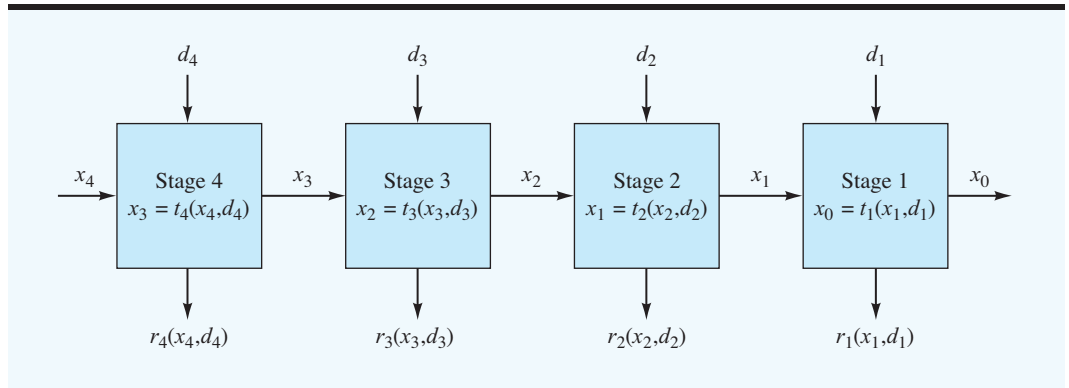 d4 d3 d2 d1
x4 Stage 4 x3 Stage 3 x2 Stage 2 x1 Stage 1 x0
x3 = t4(x4,d4) x2 = t3(x3,d3) x1 = t2(x2,d2) x0 = t1(x1,d1)
r4(x4,d4) r3(x3,d3) r2(x2,d2) r1(x1,d1)